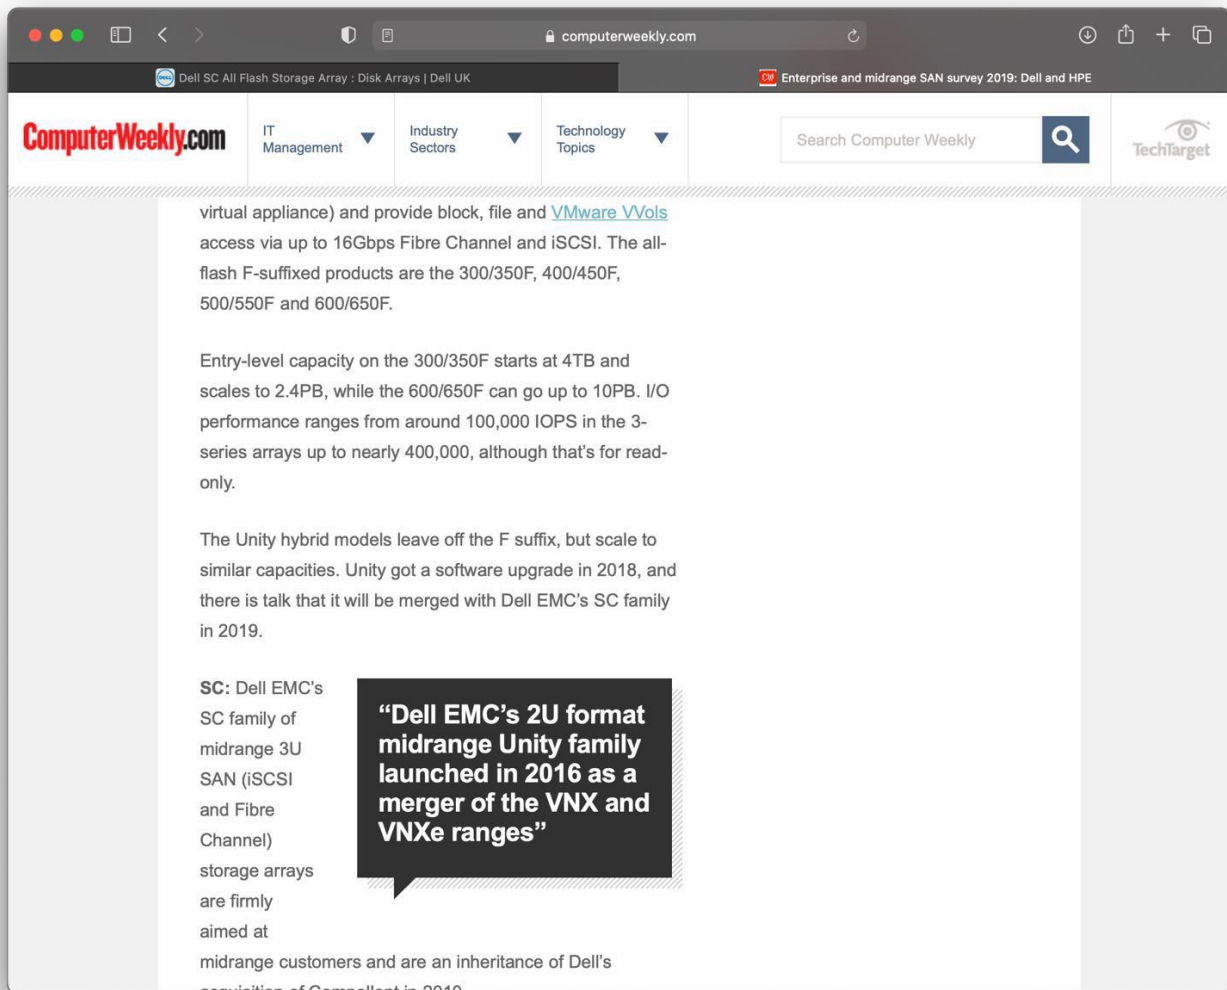 computerweekly.com
Dell SC All Flash Storage Array : Disk Arrays | Dell UK
CW Enterprise and midrange SAN survey 2019: Dell and HPE
ComputerWeekly.com
IT
Management
Industry
Sectors
Technology
Topics
Search Computer Weekly
TechTarget
virtual appliance) and provide block, file and VMware VVols
access via up to 16Gbps Fibre Channel and iSCSI. The all-
flash F-suffixed products are the 300/350F, 400/450F,
500/550F and 600/650F.
Entry-level capacity on the 300/350F starts at 4TB and
scales to 2.4PB, while the 600/650F can go up to 10PB. I/O
performance ranges from around 100,000 IOPS in the 3-
series arrays up to nearly 400,000, although that’s for read-
only.
The Unity hybrid models leave off the F suffix, but scale to
similar capacities. Unity got a software upgrade in 2018, and
there is talk that it will be merged with Dell EMC’s SC family
in 2019.
SC: Dell EMC’s
SC family of
midrange 3U
SAN (iSCSI
and Fibre
Channel)
storage arrays
are firmly
aimed at
midrange customers and are an inheritance of Dell’s
“Dell EMC’s 2U format
midrange Unity family
launched in 2016 as a
merger of the VNX and
VNXe ranges”